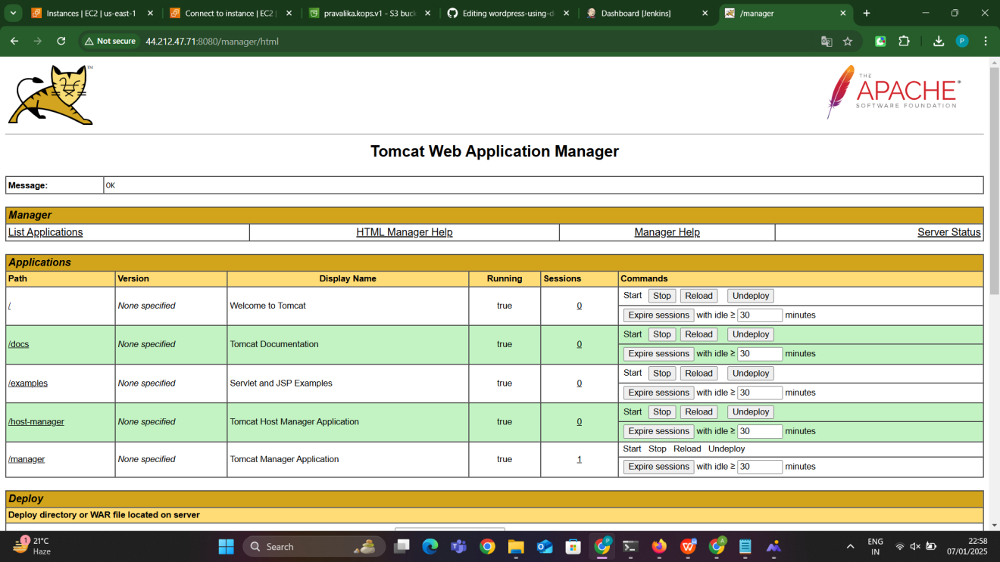 Instances | EC2 | us-east-1
Connect to instance | EC2 |
pravalika.kops.v1 - S3 buck
Editing wordpress-using-d
Dashboard [Jenkins]
/manager
Not secure
44.212.47.71:8080/manager/html
P
TM
THE
APACHE®
SOFTWARE FOUNDATION
Tomcat Web Application Manager
Message: OK
Manager
List Applications HTML Manager Help Manager Help Server Status
Applications
Path Version Display Name Running Sessions Commands
/ None specified Welcome to Tomcat true 0 Start Stop Reload Undeploy
Expire sessions with idle ≥ 30 minutes
/docs None specified Tomcat Documentation true 0 Start Stop Reload Undeploy
Expire sessions with idle ≥ 30 minutes
/examples None specified Servlet and JSP Examples true 0 Start Stop Reload Undeploy
Expire sessions with idle ≥ 30 minutes
/host-manager None specified Tomcat Host Manager Application true 0 Start Stop Reload Undeploy
Expire sessions with idle ≥ 30 minutes
/manager None specified Tomcat Manager Application true 1 Start Stop Reload Undeploy
Expire sessions with idle ≥ 30 minutes
Deploy
Deploy directory or WAR file located on server
1
21°C
Haze
Search
ENG
IN
22:58
07/01/2025